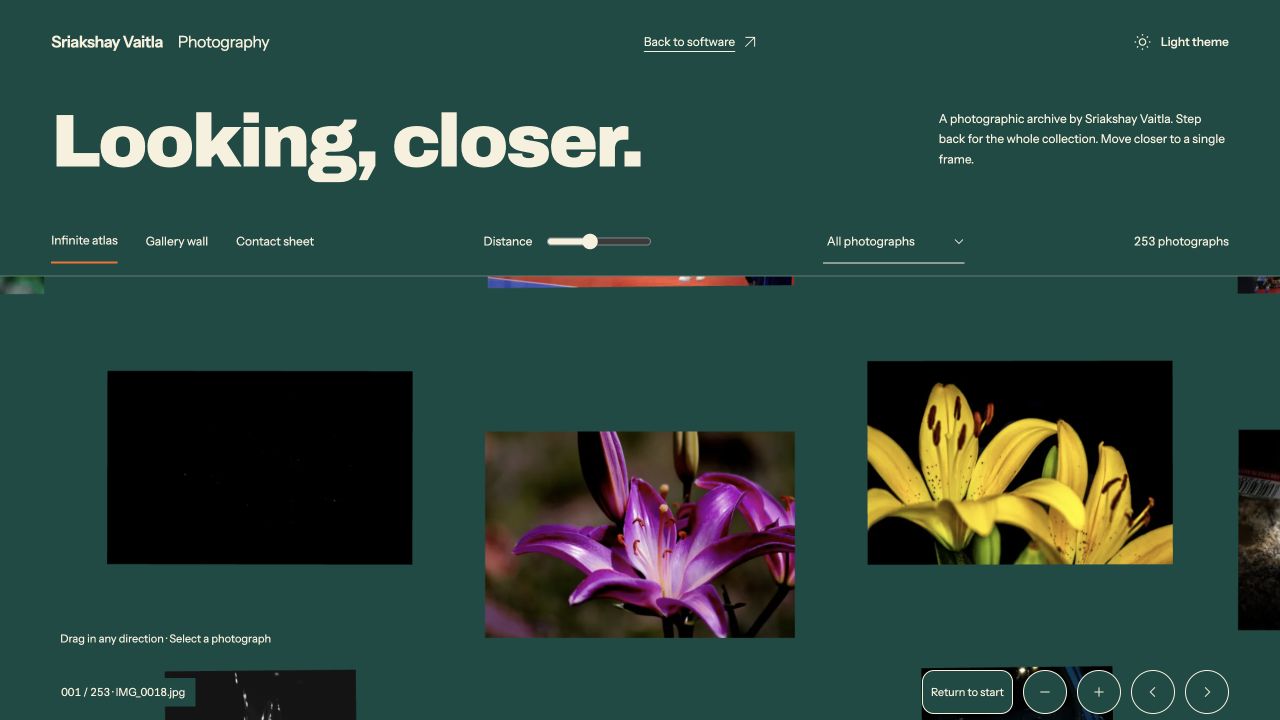 Sriakshay Vaitla Photography
Back to software
Light theme
Looking, closer.
A photographic archive by Sriakshay Vaitla. Step
back for the whole collection. Move closer to a single
frame.
Infinite atlas
Gallery wall
Contact sheet
Distance
All photographs
253 photographs
Drag in any direction · Select a photograph
001 / 253 · IMG_0018.jpg
Return to start